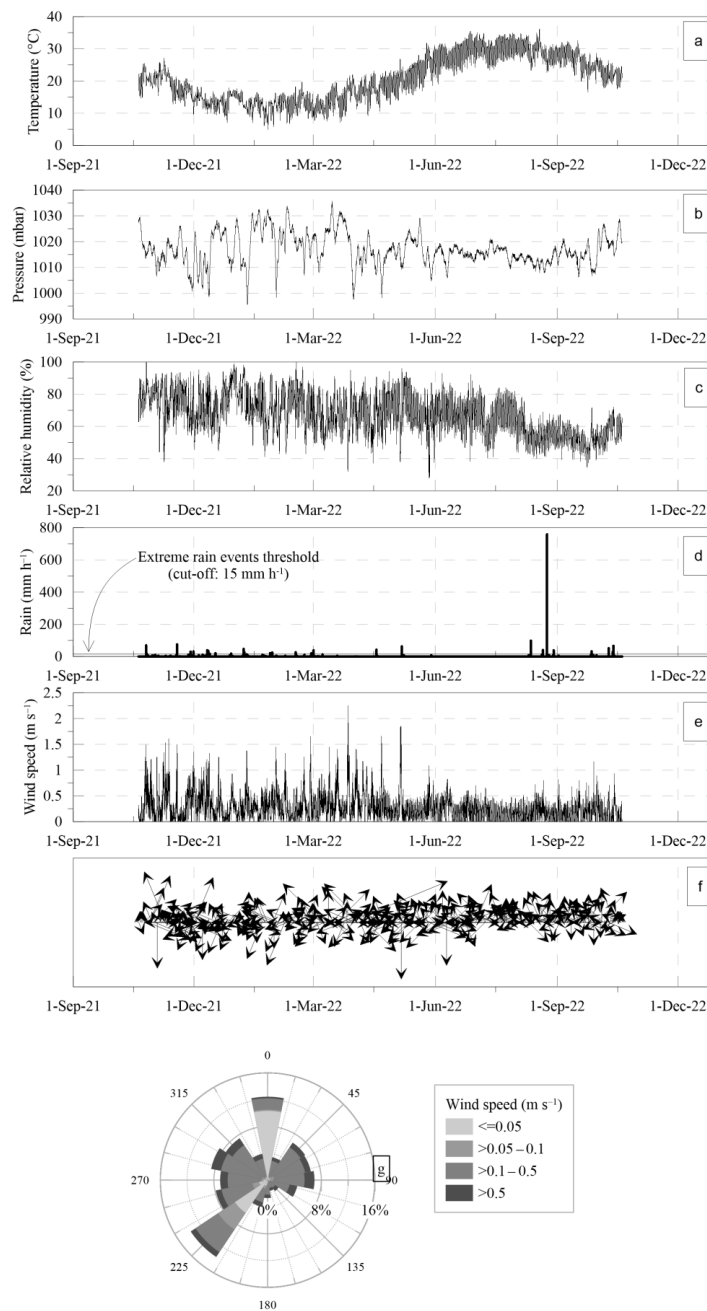 40
30
20
10
0
Temperature (°C)
a
1-Sep-21 1-Dec-21 1-Mar-22 1-Jun-22 1-Sep-22 1-Dec-22
1040
1030
1020
1010
1000
990
Pressure (mbar)
b
1-Sep-21 1-Dec-21 1-Mar-22 1-Jun-22 1-Sep-22 1-Dec-22
100
80
60
40
20
Relative humidity (%)
c
1-Sep-21 1-Dec-21 1-Mar-22 1-Jun-22 1-Sep-22 1-Dec-22
800
600
400
200
0
Rain (mm h⁻¹)
Extreme rain events threshold
(cut-off: 15 mm h⁻¹)
d
1-Sep-21 1-Dec-21 1-Mar-22 1-Jun-22 1-Sep-22 1-Dec-22
2.5
2
1.5
1
0.5
0
Wind speed (m s⁻¹)
e
1-Sep-21 1-Dec-21 1-Mar-22 1-Jun-22 1-Sep-22 1-Dec-22
f
1-Sep-21 1-Dec-21 1-Mar-22 1-Jun-22 1-Sep-22 1-Dec-22
0
315 45
270 g 90
0% 8% 16%
225 135
180
Wind speed (m s⁻¹)
<=0.05
>0.05–0.1
>0.1–0.5
>0.5